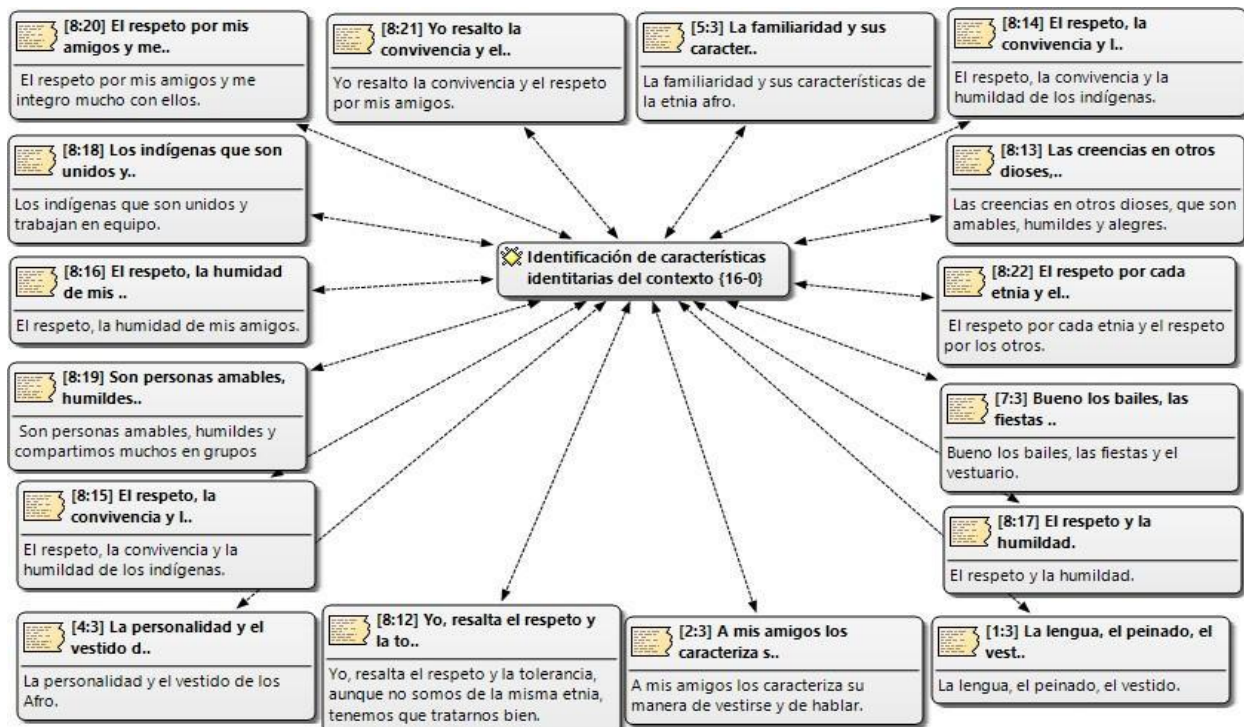 [8:20] El respeto por mis
amigos y me..
El respeto por mis amigos y me
integro mucho con ellos.
[8:21] Yo resalto la
convivencia y el..
Yo resalto la convivencia y el respeto
por mis amigos.
[5:3] La familiaridad y sus
caracter..
La familiaridad y sus características de
la etnia afro.
[8:14] El respeto, la
convivencia y l..
El respeto, la convivencia y la
humildad de los indígenas.
[8:18] Los indígenas que son
unidos y..
Los indígenas que son unidos y
trabajan en equipo.
[8:13] Las creencias en otros
dioses,..
Las creencias en otros dioses, que son
amables, humildes y alegres.
Identificación de características
identitarias del contexto {16-0}
[8:16] El respeto, la humidad
de mis ..
El respeto, la humidad de mis amigos.
[8:22] El respeto por cada
etnia y el..
El respeto por cada etnia y el respeto
por los otros.
[8:19] Son personas amables,
humildes..
Son personas amables, humildes y
compartimos muchos en grupos
[7:3] Bueno los bailes, las
fiestas ..
Bueno los bailes, las fiestas y el
vestuario.
[8:15] El respeto, la
convivencia y l..
El respeto, la convivencia y la
humildad de los indígenas.
[8:17] El respeto y la
humildad.
El respeto y la humildad.
[4:3] La personalidad y el
vestido d..
La personalidad y el vestido de los
Afro.
[8:12] Yo, resalta el respeto y
la to..
Yo, resalta el respeto y la tolerancia,
aunque no somos de la misma etnia,
tenemos que tratarnos bien.
[2:3] A mis amigos los
caracteriza s..
A mis amigos los caracteriza su
manera de vestirse y de hablar.
[1:3] La lengua, el peinado, el
vest..
La lengua, el peinado, el vestido.